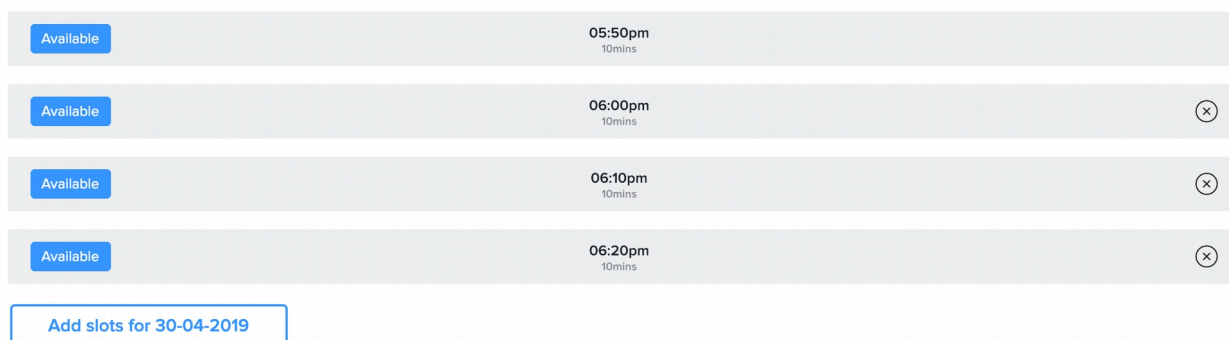 Available
05:50pm
10mins
Available
06:00pm
10mins
Available
06:10pm
10mins
Available
06:20pm
10mins
Add slots for 30-04-2019